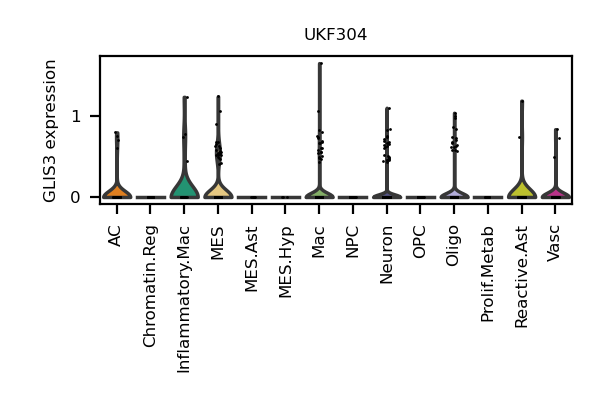 UKF304
GLIS3 expression
1
0
AC
Chromatin.Reg
Inflammatory.Mac
MES
MES.Ast
MES.Hyp
Mac
NPC
Neuron
OPC
Oligo
Prolif.Metab
Reactive.Ast
Vasc